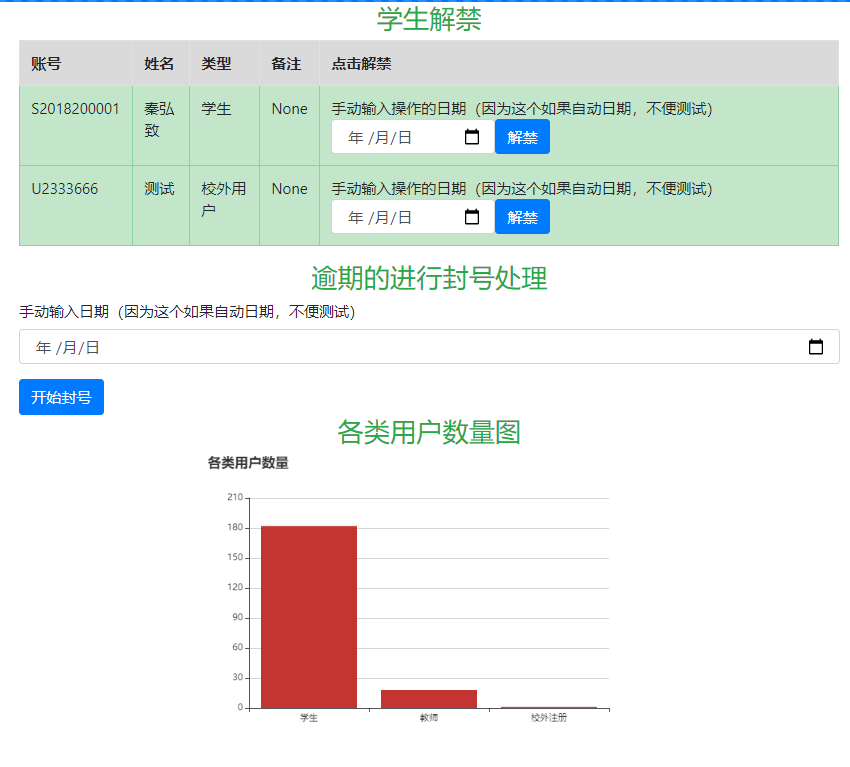 学生解禁
账号 姓名 类型 备注 点击解禁
S2018200001 秦弘致 学生 None 手动输入操作的日期（因为这个如果自动日期，不便测试）
年 /月/日 解禁
U2333666 测试 校外用户 None 手动输入操作的日期（因为这个如果自动日期，不便测试）
年 /月/日 解禁
逾期的进行封号处理
手动输入日期（因为这个如果自动日期，不便测试）
年 /月/日
开始封号
各类用户数量图
各类用户数量
210
180
150
120
90
60
30
0
学生 教师 校外注册